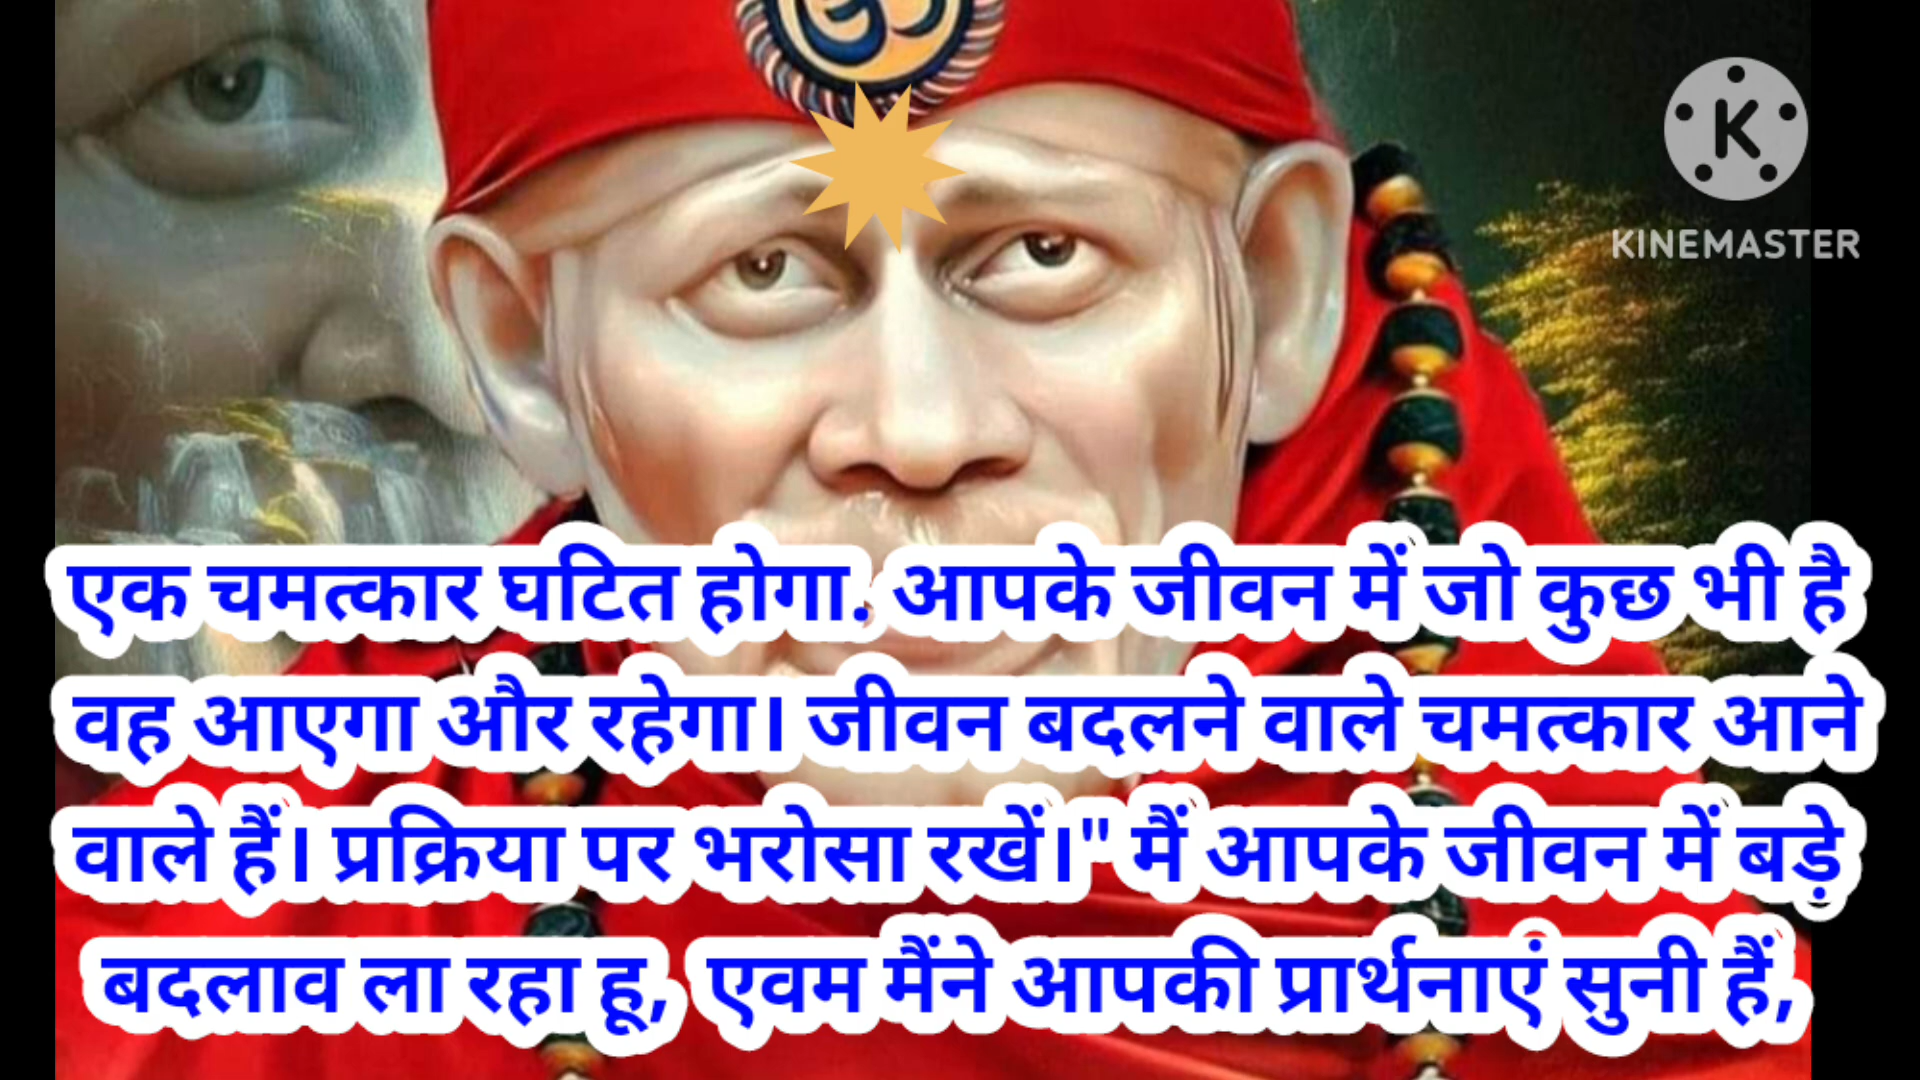 KINEMASTER
एक चमत्कार घटित होगा. आपके जीवन में जो कुछ भी है
वह आएगा और रहेगा। जीवन बदलने वाले चमत्कार आने
वाले हैं। प्रक्रिया पर भरोसा रखें।" मैं आपके जीवन में बड़े
बदलाव ला रहा हू, एवम मैंने आपकी प्रार्थनाएं सुनी हैं,